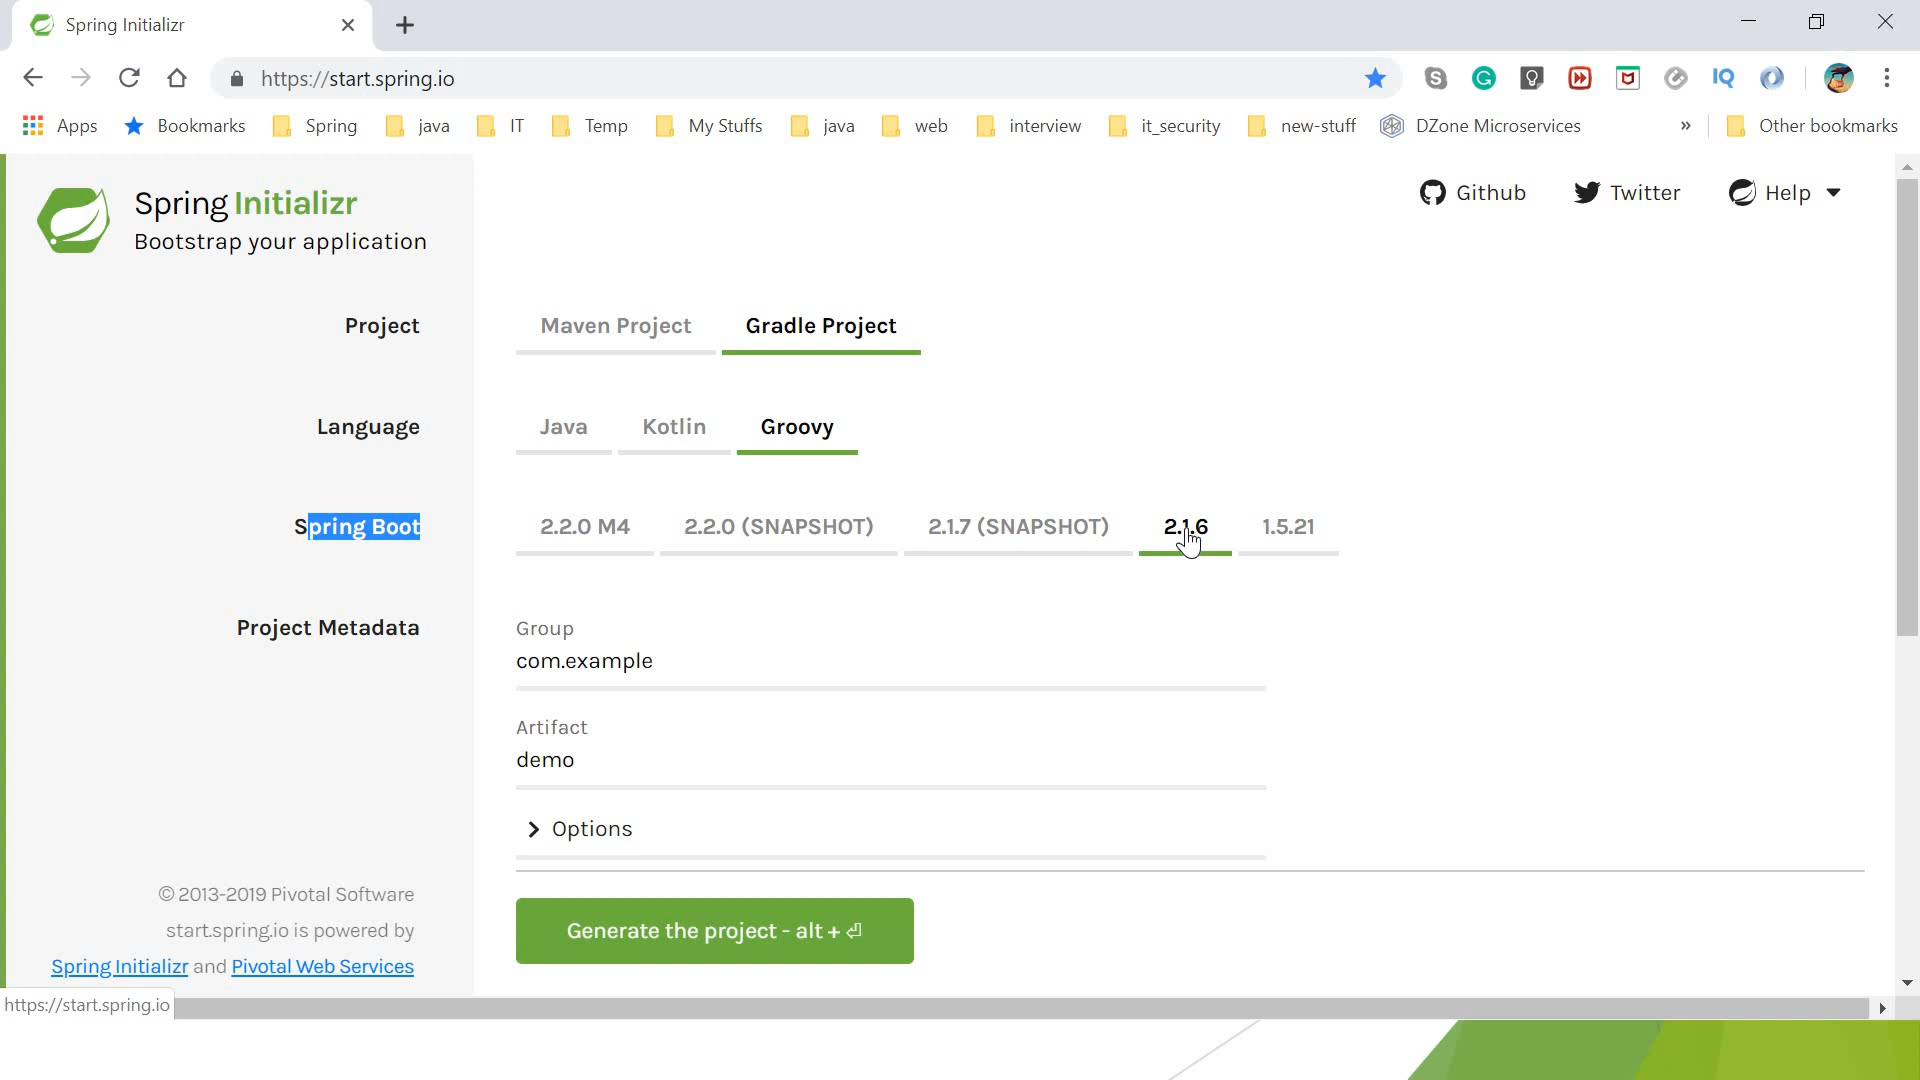 Spring Initializr
https://start.spring.io
Apps Bookmarks Spring java IT Temp My Stuffs java web interview it_security new-stuff DZone Microservices » Other bookmarks
Spring Initializr
Bootstrap your application
Github Twitter Help
Project
Maven Project Gradle Project
Language
Java Kotlin Groovy
Spring Boot
2.2.0 M4 2.2.0 (SNAPSHOT) 2.1.7 (SNAPSHOT) 2.1.6 1.5.21
Project Metadata
Group
com.example
Artifact
demo
Options
© 2013-2019 Pivotal Software
start.spring.io is powered by
Spring Initializr and Pivotal Web Services
Generate the project - alt + ⏎
https://start.spring.io